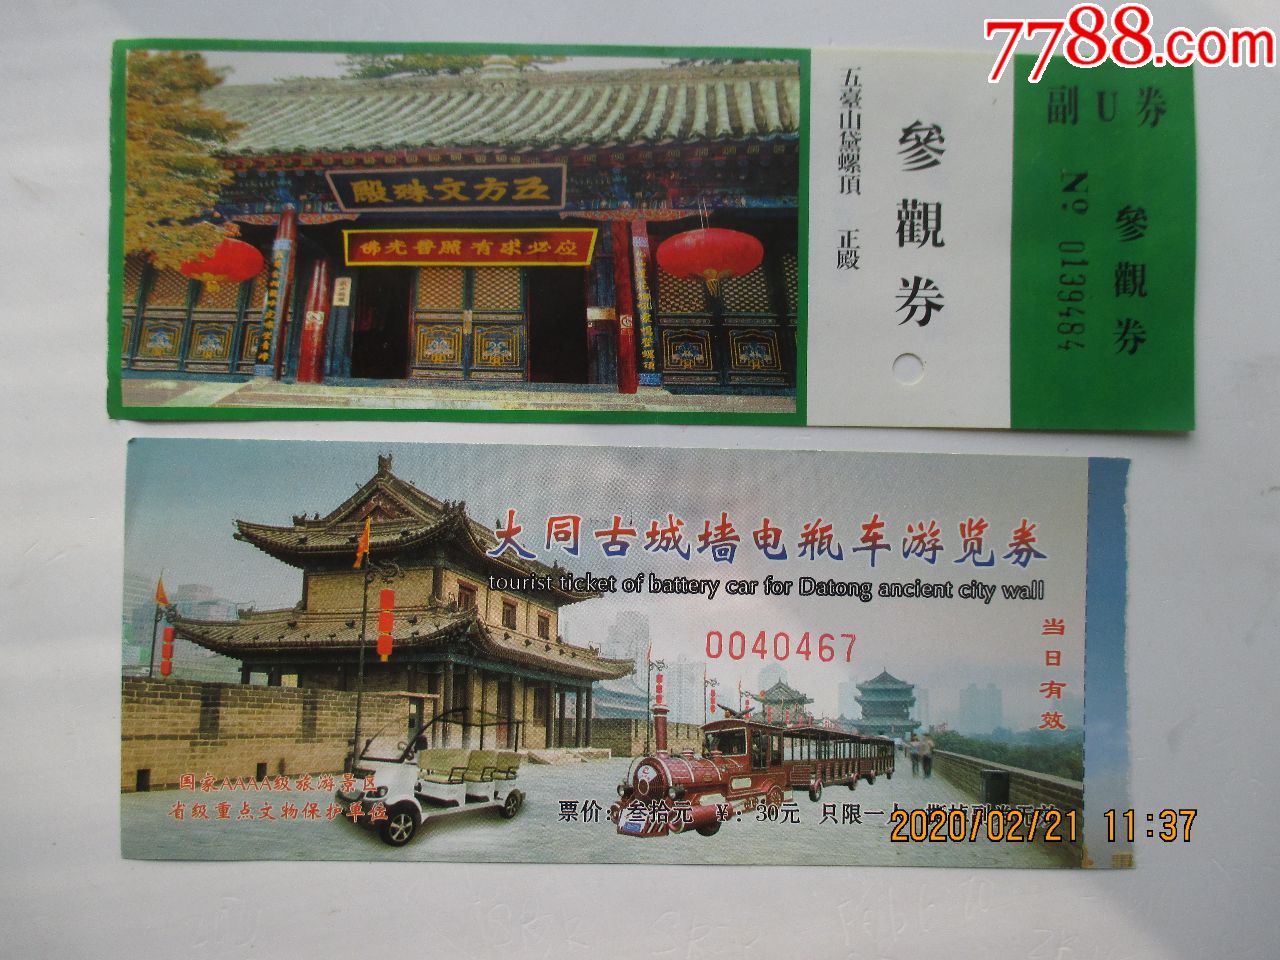 7788.com
五方文殊殿
佛光普照有求必应
五臺山黛螺頂 正殿
參觀券
副U券
參觀券
Nº 0139484
大同古城墙电瓶车游览券
tourist ticket of battery car for Datong ancient city wall
0040467
当日有效
国家AAAA级旅游景区
省级重点文物保护单位
票价：叁拾元 ￥：30元 只限一
2020/02/21 11:37